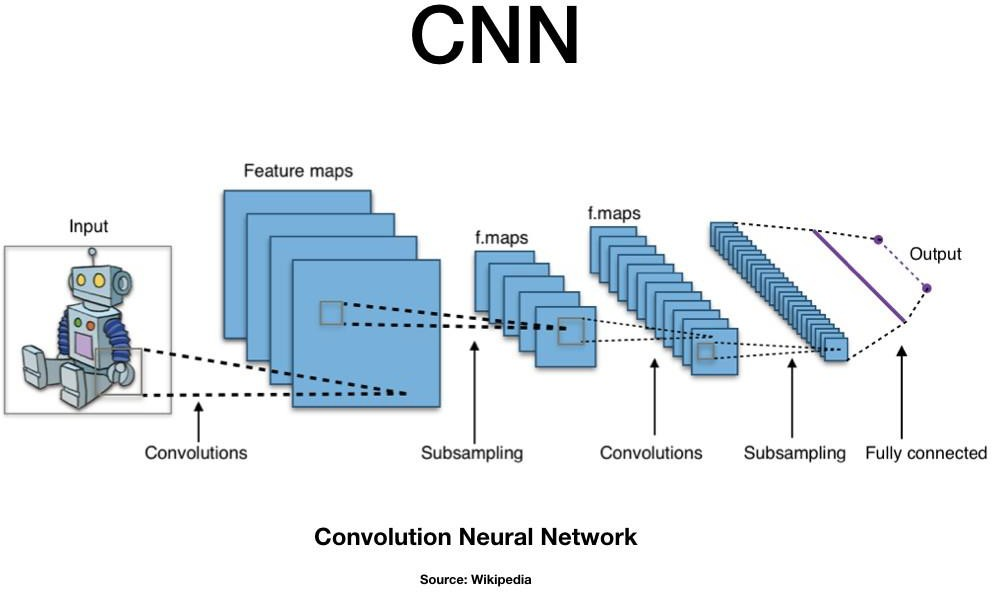 CNN
Feature maps
Input
f.maps
f.maps
Output
Convolutions
Subsampling
Convolutions
Subsampling
Fully connected
Convolution Neural Network
Source: Wikipedia